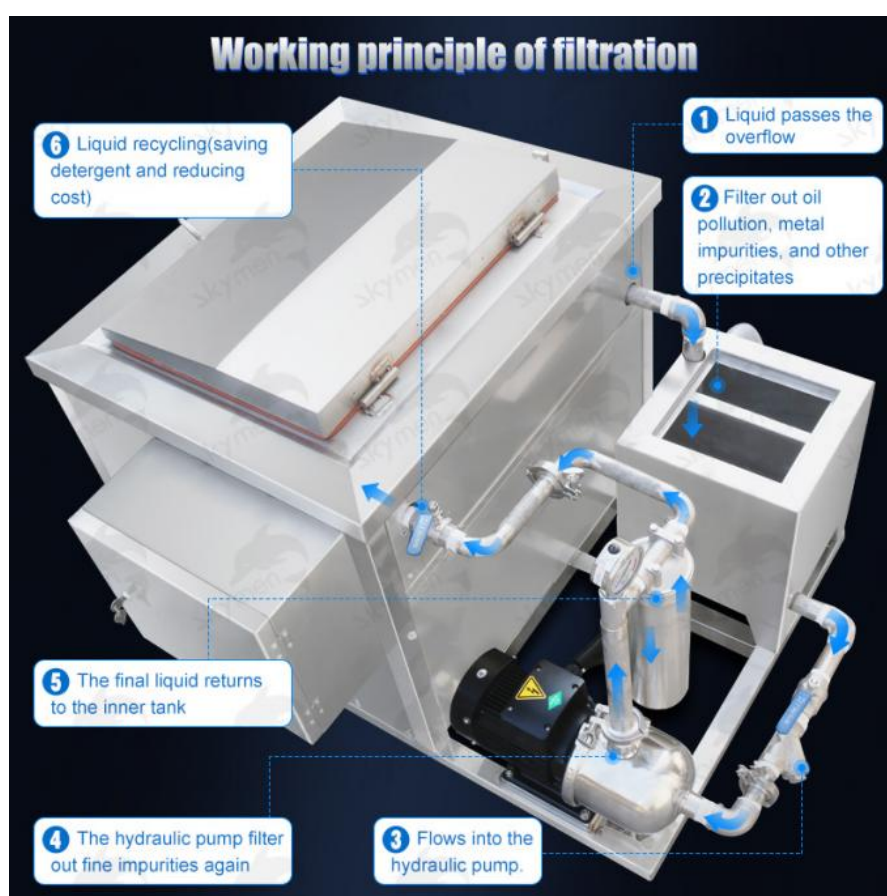 Working principle of filtration
1 Liquid passes the
overflow
2 Filter out oil
pollution, metal
impurities, and other
precipitates
6 Liquid recycling(saving
detergent and reducing
cost)
5 The final liquid returns
to the inner tank
4 The hydraulic pump filter
out fine impurities again
3 Flows into the
hydraulic pump.
skymen